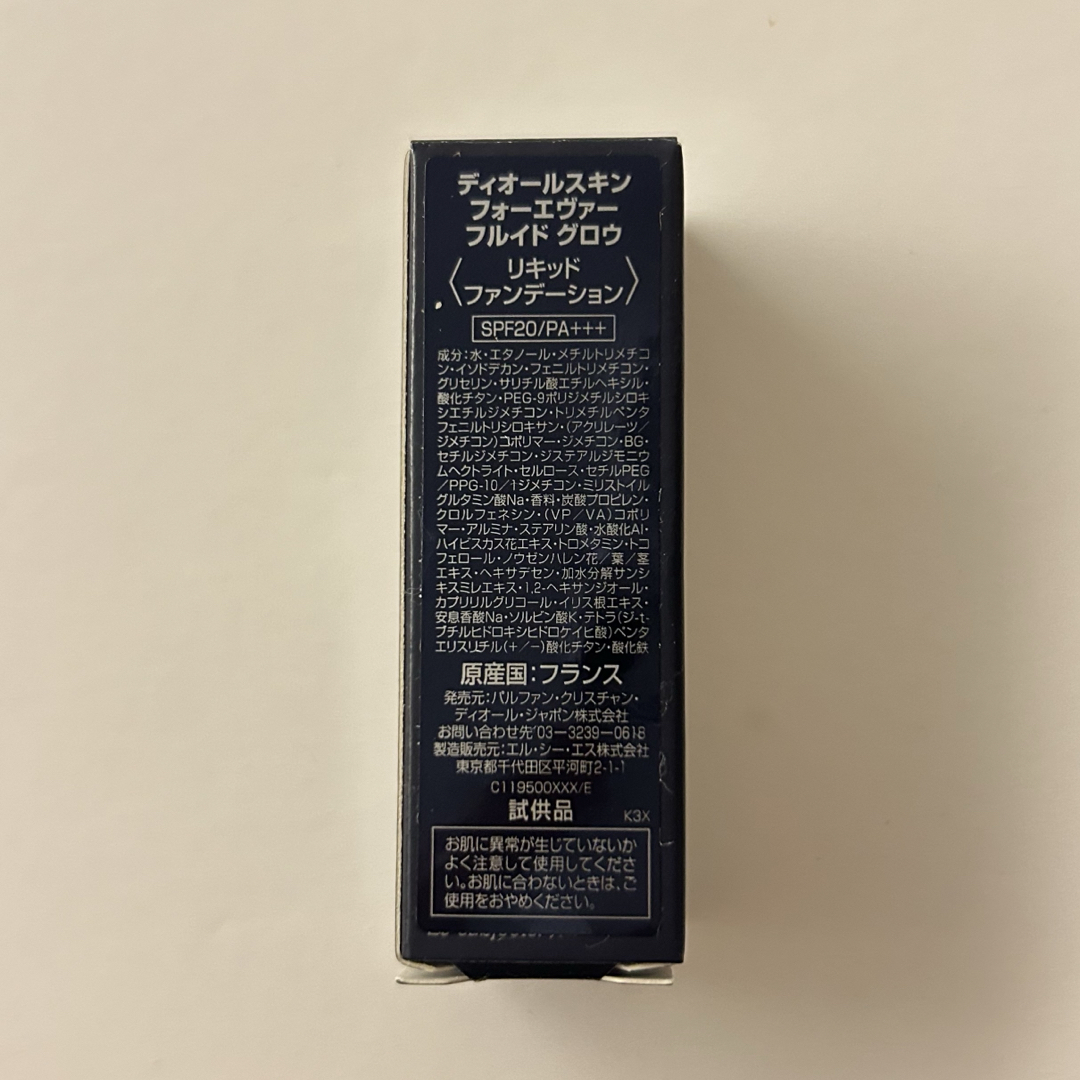 ディオールスキン
フォーエヴァー
フルイド グロウ
〈リキッド
ファンデーション〉
SPF20/PA+++
成分：水・エタノール・メチルトリメチコ
ン・イソドデカン・フェニルトリメチコン・
グリセリン・サリチル酸エチルヘキシル・
酸化チタン・PEG-9ポリジメチルシロキ
シエチルジメチコン・トリメチルペンタ
フェニルトリシロキサン・(アクリレーツ／
ジメチコン)コポリマー・ジメチコン・BG・
セチルジメチコン・ジステアルジモニウ
ムヘクトライト・セルロース・セチルPEG
／PPG-10／1ジメチコン・ミリストイル
グルタミン酸Na・香料・炭酸プロピレン・
クロルフェネシン・(VP／VA)コポリ
マー・アルミナ・ステアリン酸・水酸化Al・
ハイビスカス花エキス・トロメタミン・トコ
フェロール・ノウゼンハレン花／葉／茎
エキス・ヘキサデセン・加水分解サンシ
キスミレエキス・1,2-ヘキサンジオール・
カプリリルグリコール・イリス根エキス・
安息香酸Na・ソルビン酸K・テトラ(ジ-t-
ブチルヒドロキシヒドロケイヒ酸)ペンタ
エリスリチル(+／−)酸化チタン・酸化鉄
原産国：フランス
発売元：パルファン・クリスチャン・
ディオール・ジャポン株式会社
お問い合わせ先 03−3239−0618
製造販売元：エル・シー・エス株式会社
東京都千代田区平河町2-1-1
C119500XXX/E
試供品
K3X
お肌に異常が生じていないか
よく注意して使用してくださ
い。お肌に合わないときは、ご
使用をおやめください。